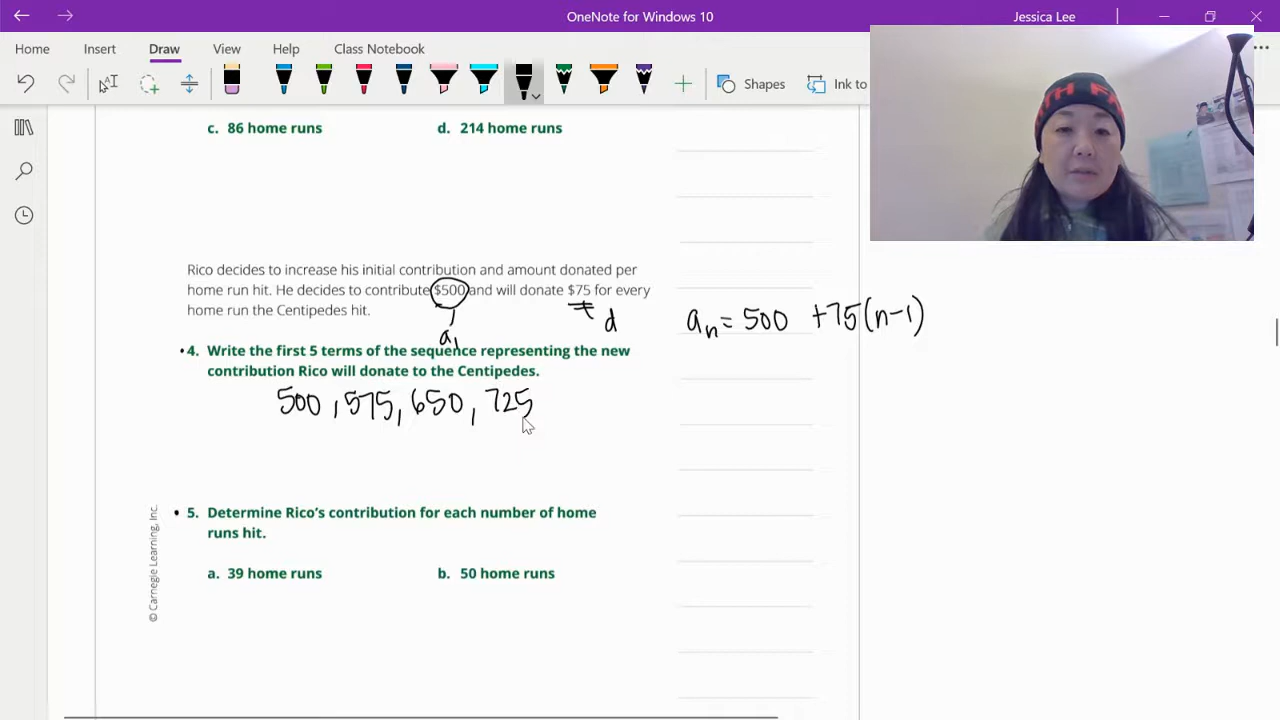 OneNote for Windows 10
Jessica Lee
Home Insert Draw View Help Class Notebook
Shapes
Ink to
c. 86 home runs
d. 214 home runs
Rico decides to increase his initial contribution and amount donated per
home run hit. He decides to contribute $500 and will donate $75 for every
home run the Centipedes hit.
a1
d
an = 500 +75(n-1)
• 4. Write the first 5 terms of the sequence representing the new
contribution Rico will donate to the Centipedes.
500, 575, 650, 725
• 5. Determine Rico's contribution for each number of home
runs hit.
a. 39 home runs
b. 50 home runs
© Carnegie Learning, Inc.